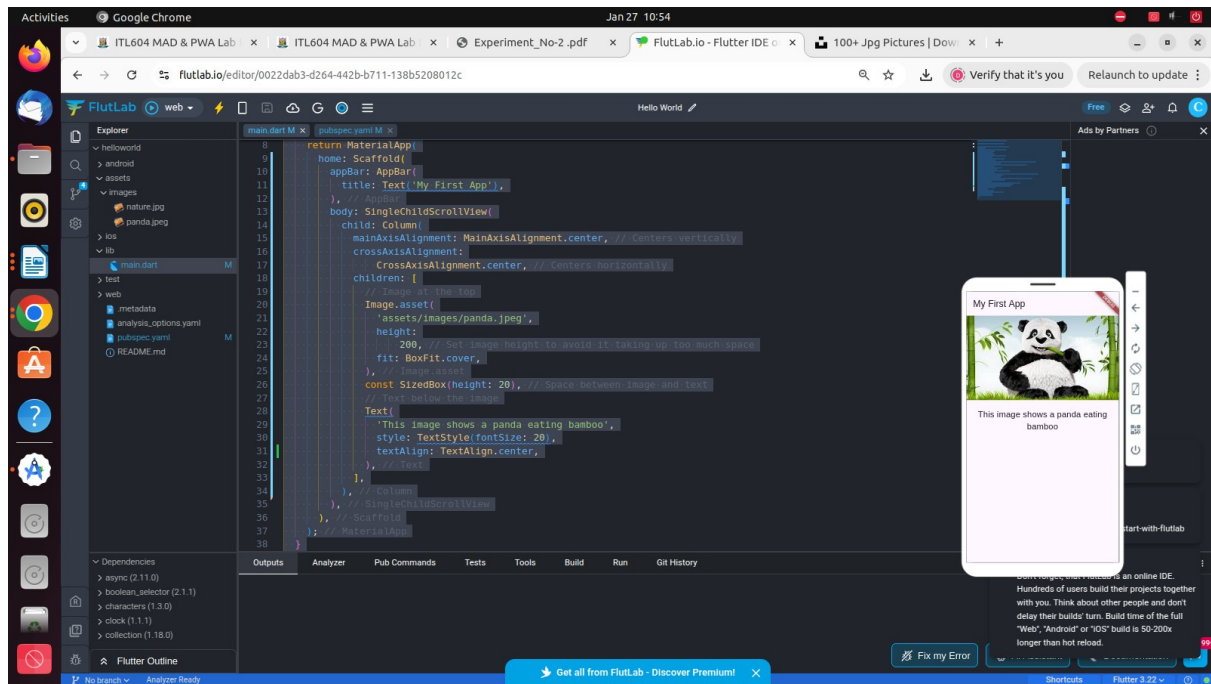 Activities
Google Chrome
Jan 27 10:54
ITL604 MAD & PWA Lab
ITL604 MAD & PWA Lab
Experiment_No-2 .pdf
FlutLab.io - Flutter IDE o
100+ Jpg Pictures | Dow
flutlab.io/editor/0022dab3-d264-442b-b711-138b5208012c
Verify that it's you
Relaunch to update
FlutLab
web
Hello World
Free
C
Explorer
helloworld
android
assets
images
nature.jpg
panda.jpeg
ios
lib
main.dart M
test
web
.metadata
analysis_options.yaml
pubspec.yaml M
README.md
4
main.dart M
pubspec.yaml M
Ads by Partners
8 return MaterialApp(
9 home: Scaffold(
10 appBar: AppBar(
11 title: Text('My First App'),
12 ), // AppBar
13 body: SingleChildScrollView(
14 child: Column(
15 mainAxisAlignment: MainAxisAlignment.center, // Centers vertically
16 crossAxisAlignment:
17 CrossAxisAlignment.center, // Centers horizontally
18 children: [
19 // Image at the top
20 Image.asset(
21 'assets/images/panda.jpeg',
22 height:
23 200, // Set image height to avoid it taking up too much space
24 fit: BoxFit.cover,
25 ), // Image.asset
26 const SizedBox(height: 20), // Space between image and text
27 // Text below the image
28 Text(
29 'This image shows a panda eating bamboo',
30 style: TextStyle(fontSize: 20),
31 textAlign: TextAlign.center,
32 ), // Text
33 ],
34 ), // Column
35 ), // SingleChildScrollView
36 ), // Scaffold
37 ); // MaterialApp
38 }
My First App
This image shows a panda eating
bamboo
start-with-flutlab
Don't forget, that FlutLab is an online IDE.
Hundreds of users build their projects together
with you. Think about other people and don't
delay their builds' turn. Build time of the full
"Web", "Android" or "iOS" build is 50-200x
longer than hot reload.
Dependencies
async (2.11.0)
boolean_selector (2.1.1)
characters (1.3.0)
clock (1.1.1)
collection (1.18.0)
Flutter Outline
Outputs
Analyzer
Pub Commands
Tests
Tools
Build
Run
Git History
Fix my Error
99
Get all from FlutLab - Discover Premium!
No branch
Analyzer Ready
Shortcuts
Flutter 3.22